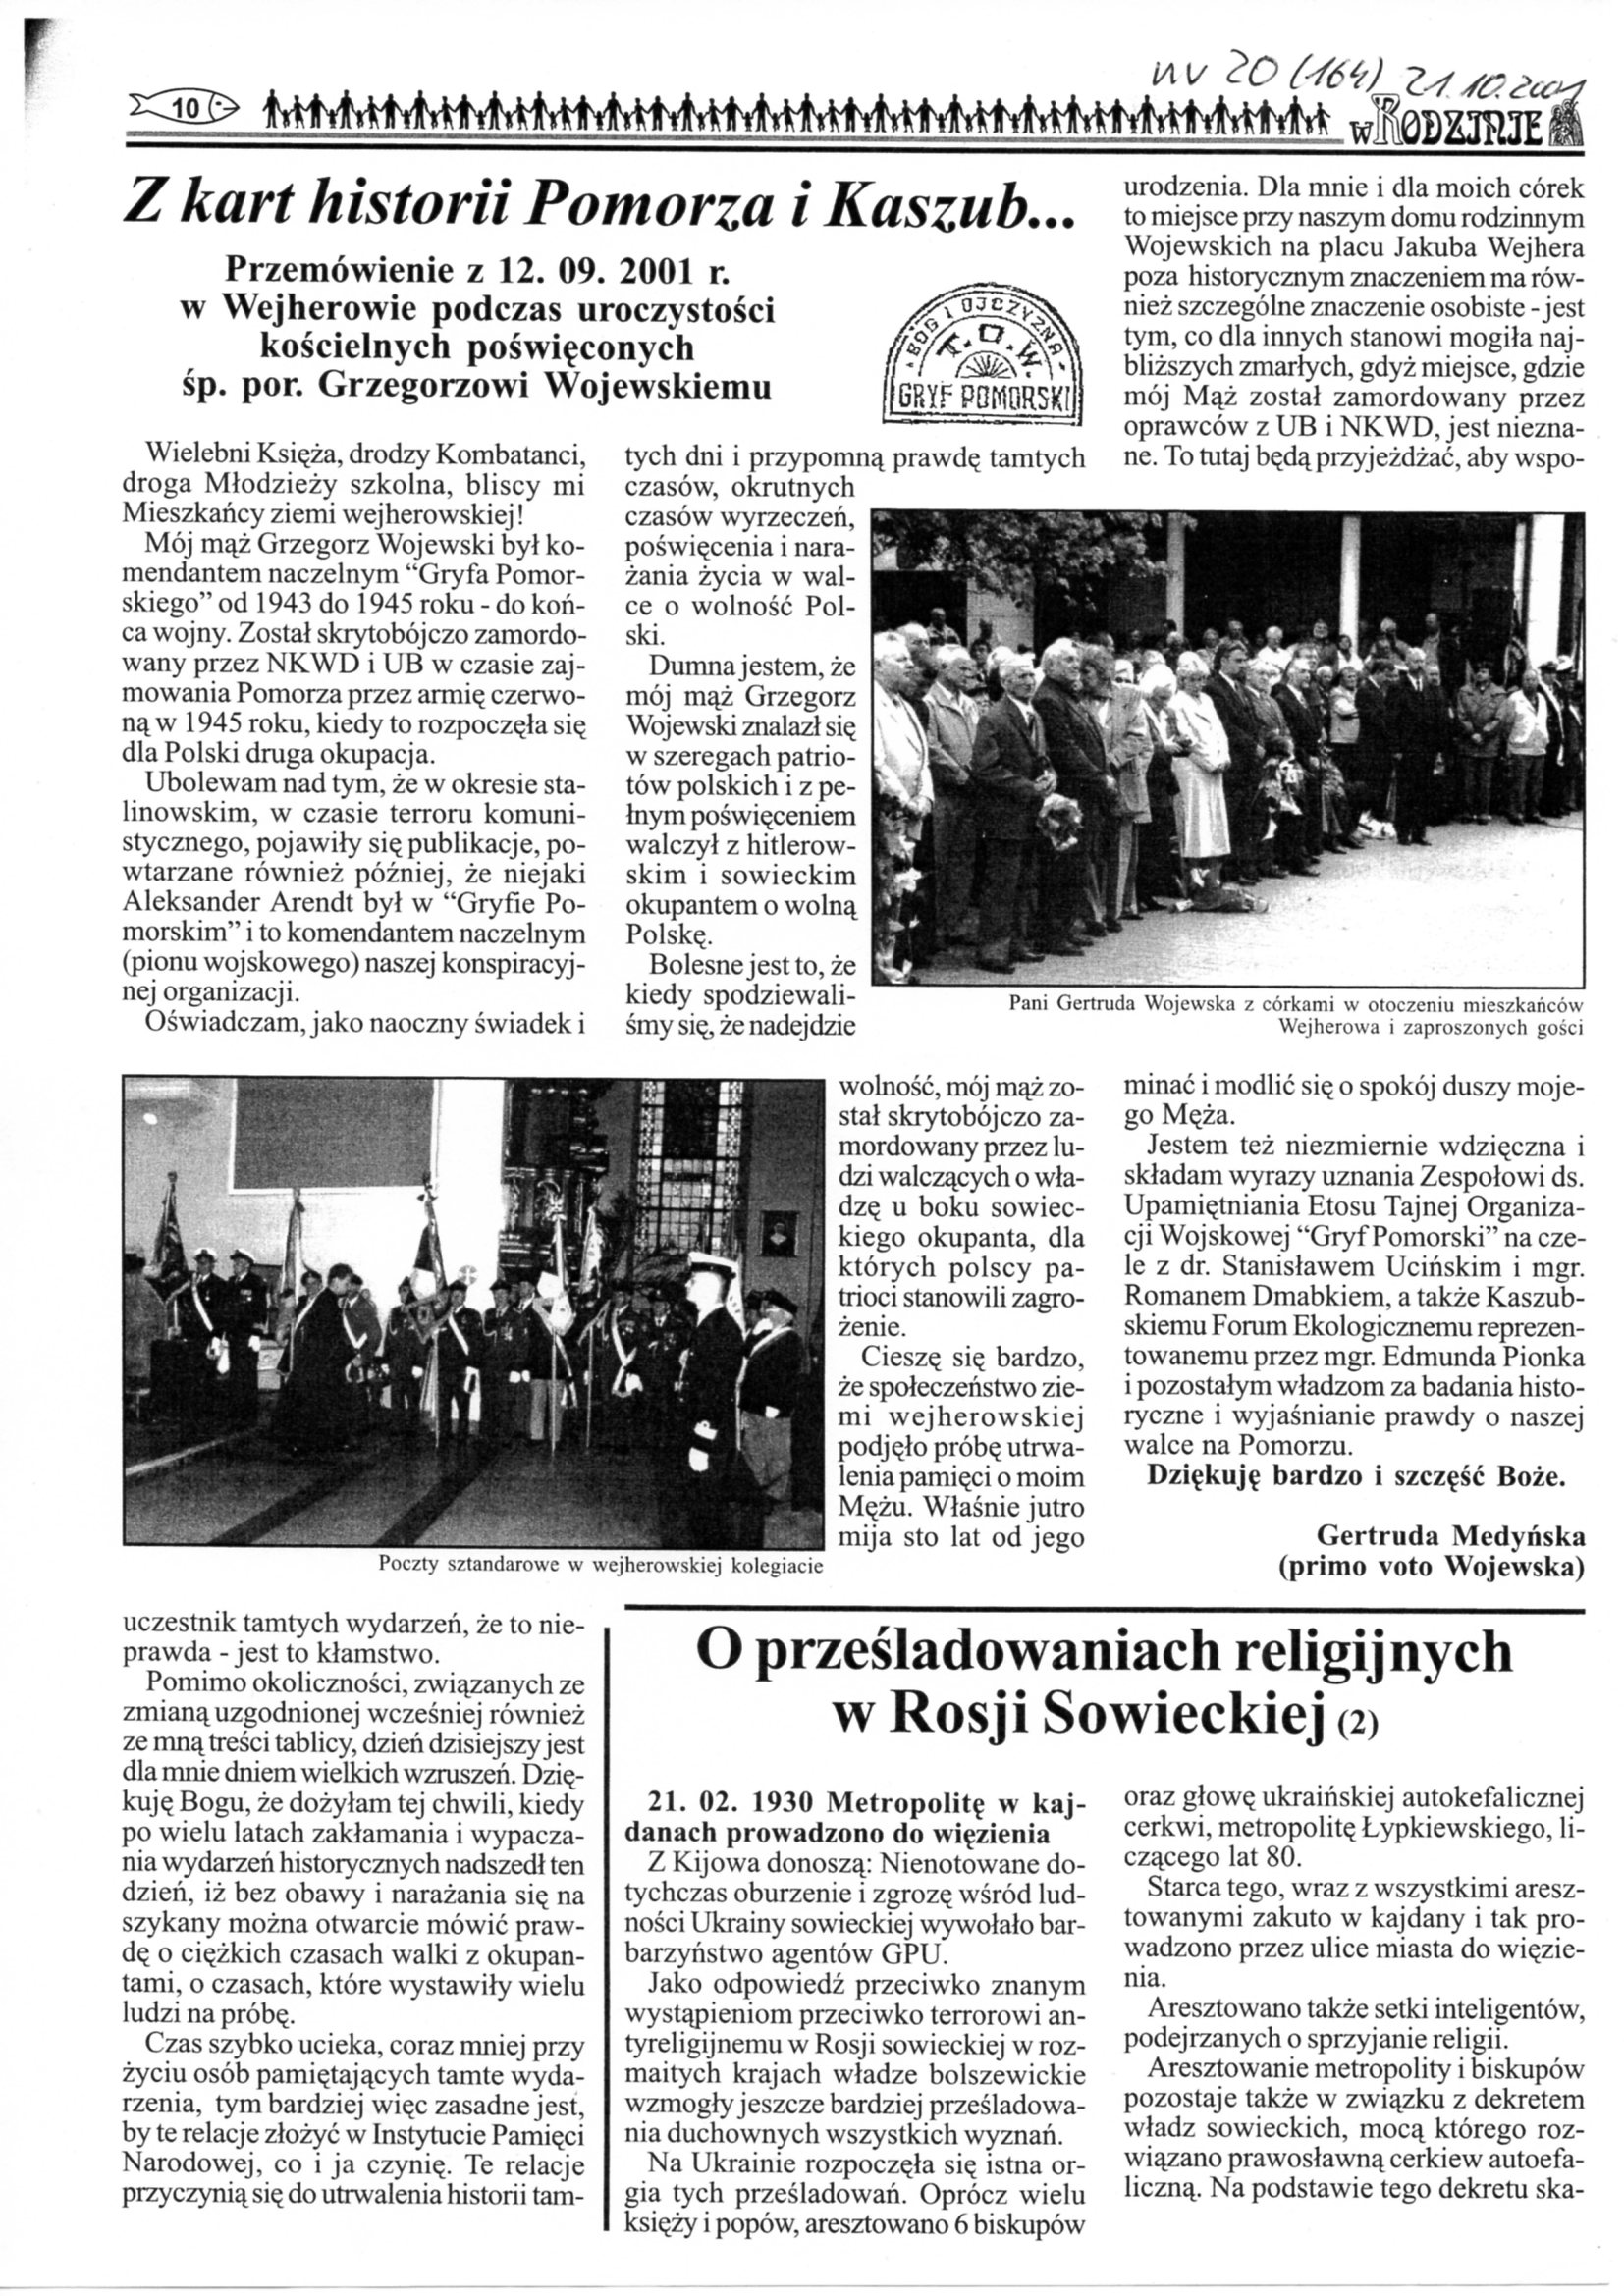 nr 20 (164) 21.10.2001
10
w RODZINIE
Z kart historii Pomorza i Kaszub...
Przemówienie z 12. 09. 2001 r.
w Wejherowie podczas uroczystości
kościelnych poświęconych
śp. por. Grzegorzowi Wojewskiemu
BÓG I OJCZYZNA
T.O.W.
GRYF POMORSKI
Wielebni Księża, drodzy Kombatanci,
droga Młodzieży szkolna, bliscy mi
Mieszkańcy ziemi wejherowskiej!
Mój mąż Grzegorz Wojewski był ko-
mendantem naczelnym “Gryfa Pomor-
skiego” od 1943 do 1945 roku - do koń-
ca wojny. Został skrytobójczo zamordo-
wany przez NKWD i UB w czasie zaj-
mowania Pomorza przez armię czerwo-
ną w 1945 roku, kiedy to rozpoczęła się
dla Polski druga okupacja.
Ubolewam nad tym, że w okresie sta-
linowskim, w czasie terroru komuni-
stycznego, pojawiły się publikacje, po-
wtarzane również później, że niejaki
Aleksander Arendt był w “Gryfie Po-
morskim” i to komendantem naczelnym
(pionu wojskowego) naszej konspiracyj-
nej organizacji.
Oświadczam, jako naoczny świadek i
uczestnik tamtych wydarzeń, że to nie-
prawda - jest to kłamstwo.
Pomimo okoliczności, związanych ze
zmianą uzgodnionej wcześniej również
ze mną treści tablicy, dzień dzisiejszy jest
dla mnie dniem wielkich wzruszeń. Dzię-
kuję Bogu, że dożyłam tej chwili, kiedy
po wielu latach zakłamania i wypacza-
nia wydarzeń historycznych nadszedł ten
dzień, iż bez obawy i narażania się na
szykany można otwarcie mówić praw-
dę o ciężkich czasach walki z okupan-
tami, o czasach, które wystawiły wielu
ludzi na próbę.
Czas szybko ucieka, coraz mniej przy
życiu osób pamiętających tamte wyda-
rzenia, tym bardziej więc zasadne jest,
by te relacje złożyć w Instytucie Pamięci
Narodowej, co i ja czynię. Te relacje
przyczynią się do utrwalenia historii tam-
tych dni i przypomną prawdę tamtych
czasów, okrutnych
czasów wyrzeczeń,
poświęcenia i nara-
żania życia w wal-
ce o wolność Pol-
ski.
Dumna jestem, że
mój mąż Grzegorz
Wojewski znalazł się
w szeregach patrio-
tów polskich i z pe-
łnym poświęceniem
walczył z hitlerow-
skim i sowieckim
okupantem o wolną
Polskę.
Bolesne jest to, że
kiedy spodziewali-
śmy się, że nadejdzie
wolność, mój mąż zo-
stał skrytobójczo za-
mordowany przez lu-
dzi walczących o wła-
dzę u boku sowiec-
kiego okupanta, dla
których polscy pa-
trioci stanowili zagro-
żenie.
Cieszę się bardzo,
że społeczeństwo zie-
mi wejherowskiej
podjęło próbę utrwa-
lenia pamięci o moim
Mężu. Właśnie jutro
mija sto lat od jego
urodzenia. Dla mnie i dla moich córek
to miejsce przy naszym domu rodzinnym
Wojewskich na placu Jakuba Wejhera
poza historycznym znaczeniem ma rów-
nież szczególne znaczenie osobiste - jest
tym, co dla innych stanowi mogiła naj-
bliższych zmarłych, gdyż miejsce, gdzie
mój Mąż został zamordowany przez
oprawców z UB i NKWD, jest niezna-
ne. To tutaj będą przyjeżdżać, aby wspo-
minać i modlić się o spokój duszy moje-
go Męża.
Jestem też niezmiernie wdzięczna i
składam wyrazy uznania Zespołowi ds.
Upamiętniania Etosu Tajnej Organiza-
cji Wojskowej “Gryf Pomorski” na cze-
le z dr. Stanisławem Ucińskim i mgr.
Romanem Dmabkiem, a także Kaszub-
skiemu Forum Ekologicznemu reprezen-
towanemu przez mgr. Edmunda Pionka
i pozostałym władzom za badania histo-
ryczne i wyjaśnianie prawdy o naszej
walce na Pomorzu.
Dziękuję bardzo i szczęść Boże.
Gertruda Medyńska
(primo voto Wojewska)
Pani Gertruda Wojewska z córkami w otoczeniu mieszkańców
Wejherowa i zaproszonych gości
Poczty sztandarowe w wejherowskiej kolegiacie
O prześladowaniach religijnych
w Rosji Sowieckiej (2)
21. 02. 1930 Metropolitę w kaj-
danach prowadzono do więzienia
Z Kijowa donoszą: Nienotowane do-
tychczas oburzenie i zgrozę wśród lud-
ności Ukrainy sowieckiej wywołało bar-
barzyństwo agentów GPU.
Jako odpowiedź przeciwko znanym
wystąpieniom przeciwko terrorowi an-
tyreligijnemu w Rosji sowieckiej w roz-
maitych krajach władze bolszewickie
wzmogły jeszcze bardziej prześladowa-
nia duchownych wszystkich wyznań.
Na Ukrainie rozpoczęła się istna or-
gia tych prześladowań. Oprócz wielu
księży i popów, aresztowano 6 biskupów
oraz głowę ukraińskiej autokefalicznej
cerkwi, metropolitę Łypkiewskiego, li-
czącego lat 80.
Starca tego, wraz z wszystkimi aresz-
towanymi zakuto w kajdany i tak pro-
wadzono przez ulice miasta do więzie-
nia.
Aresztowano także setki inteligentów,
podejrzanych o sprzyjanie religii.
Aresztowanie metropolity i biskupów
pozostaje także w związku z dekretem
władz sowieckich, mocą którego roz-
wiązano prawosławną cerkiew autoefa-
liczną. Na podstawie tego dekretu ska-